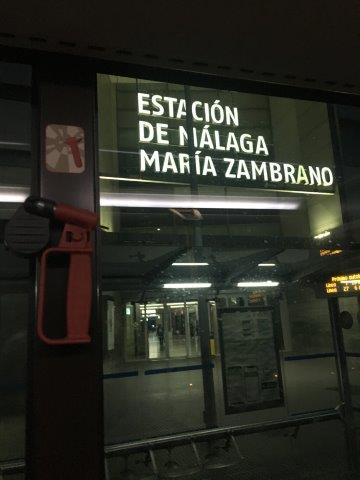 ESTACIÓN
DE MÁLAGA
MARÍA ZAMBRANO